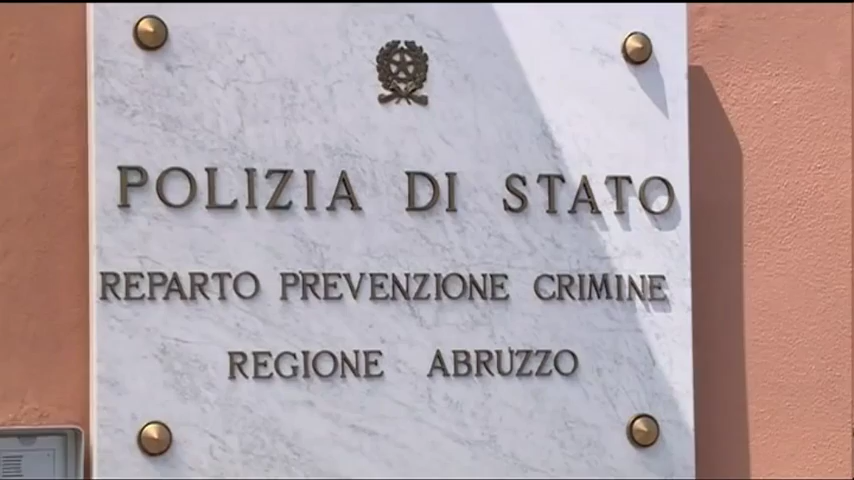 POLIZIA DI STATO
REPARTO PREVENZIONE CRIMINE
REGIONE ABRUZZO